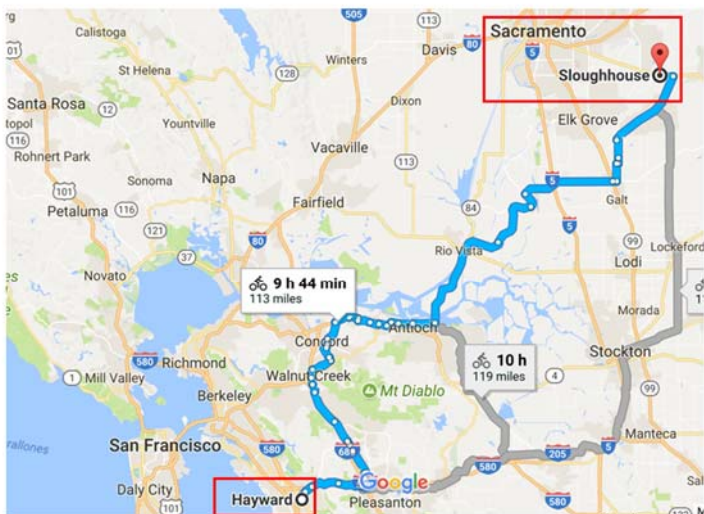 Calistoga
505
113
Sacramento
80
Winters
Davis
5
Sloughhouse
St Helena
128
Santa Rosa
Dixon
Elk Grove
116
Yountville
Rohnert Park
Vacaville
113
101
Sonoma
Napa
5
Galt
Petaluma
116
Fairfield
84
121
99
80
Rio Vista
Lockeford
37
Lodi
Novato
9 h 44 min
113 miles
101
Morada
Antioch
Concord
580
10 h
119 miles
Stockton
Richmond
1
Mill Valley
Walnut Creek
4
99
Berkeley
Mt Diablo
San Francisco
580
680
5
Manteca
Google
580
205
Daly City
Hayward
Pleasanton